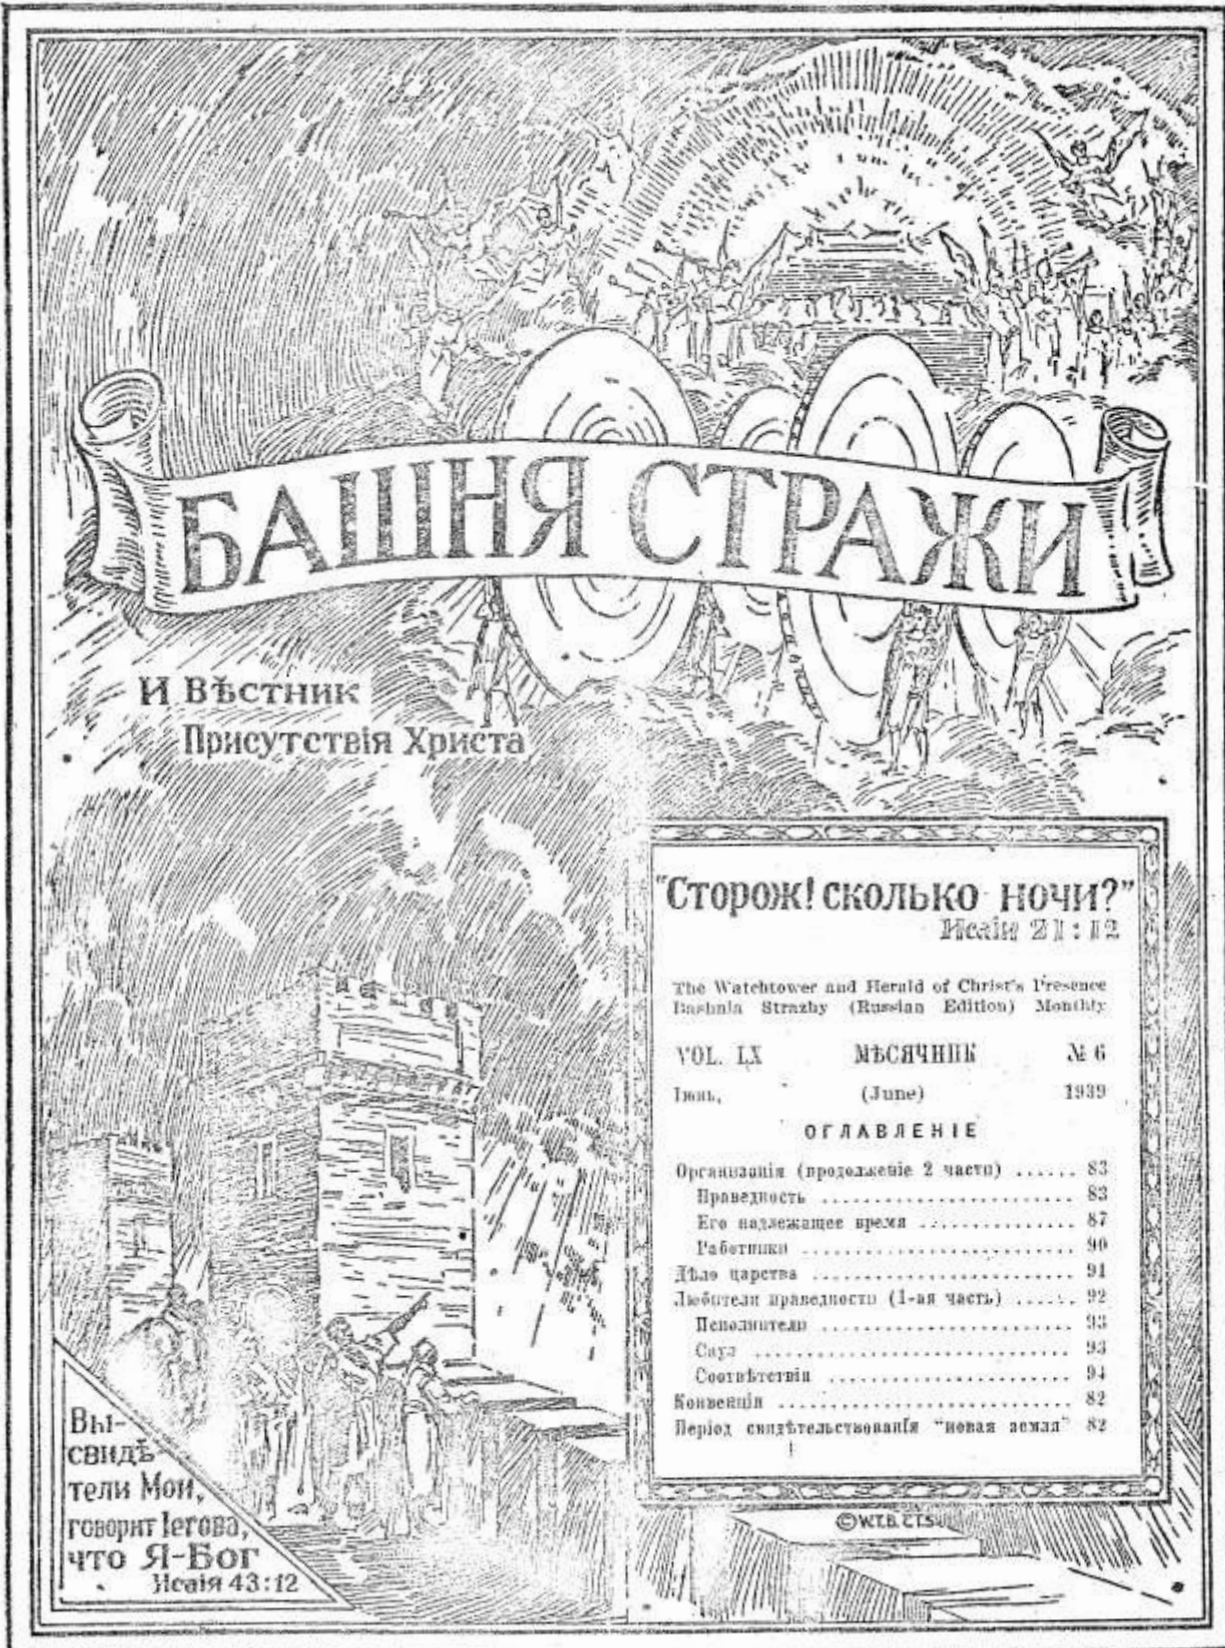 БАШНЯ СТРАЖИ
И ВѢСТНИК
ПРИСУТСТВІЯ ХРИСТА
"Сторож! сколько ночи?"
Исаiи 21:12
The Watchtower and Herald of Christ's Presence
Bashnia Strazhy (Russian Edition) Monthly
VOL. LX МѢСЯЧНИК № 6
Іюнь, (June) 1939
ОГЛАВЛЕНІЕ
Организація (продолженіе 2 части) ...... 83
Праведность ........................ 83
Его надлежащее время ............... 87
Работники .......................... 90
Дѣло царства ......................... 91
Любители праведности (1-ая часть) ...... 92
Исполнители ........................ 93
Саул ............................... 93
Соотвѣтствія ....................... 94
Конвенція ............................ 82
Період свидѣтельствованія "новая земля" 82
Вы-
свидѣ-
тели Мои,
говорит Іегова,
что Я-Бог
Исаія 43:12
© W.T.B. & T.S.